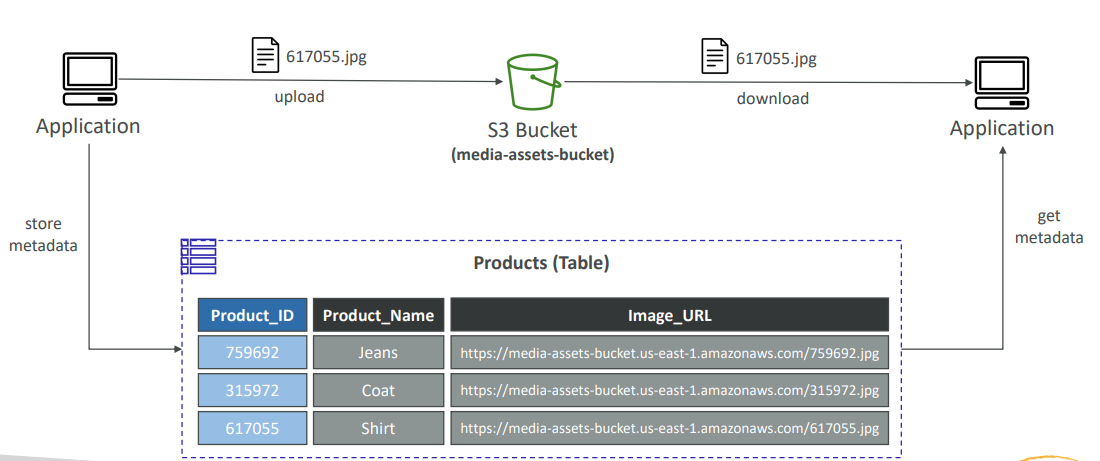 617055.jpg
upload
617055.jpg
download
Application
S3 Bucket
(media-assets-bucket)
Application
store
metadata
get
metadata
Products (Table)
Product_ID Product_Name Image_URL
759692 Jeans https://media-assets-bucket.us-east-1.amazonaws.com/759692.jpg
315972 Coat https://media-assets-bucket.us-east-1.amazonaws.com/315972.jpg
617055 Shirt https://media-assets-bucket.us-east-1.amazonaws.com/617055.jpg